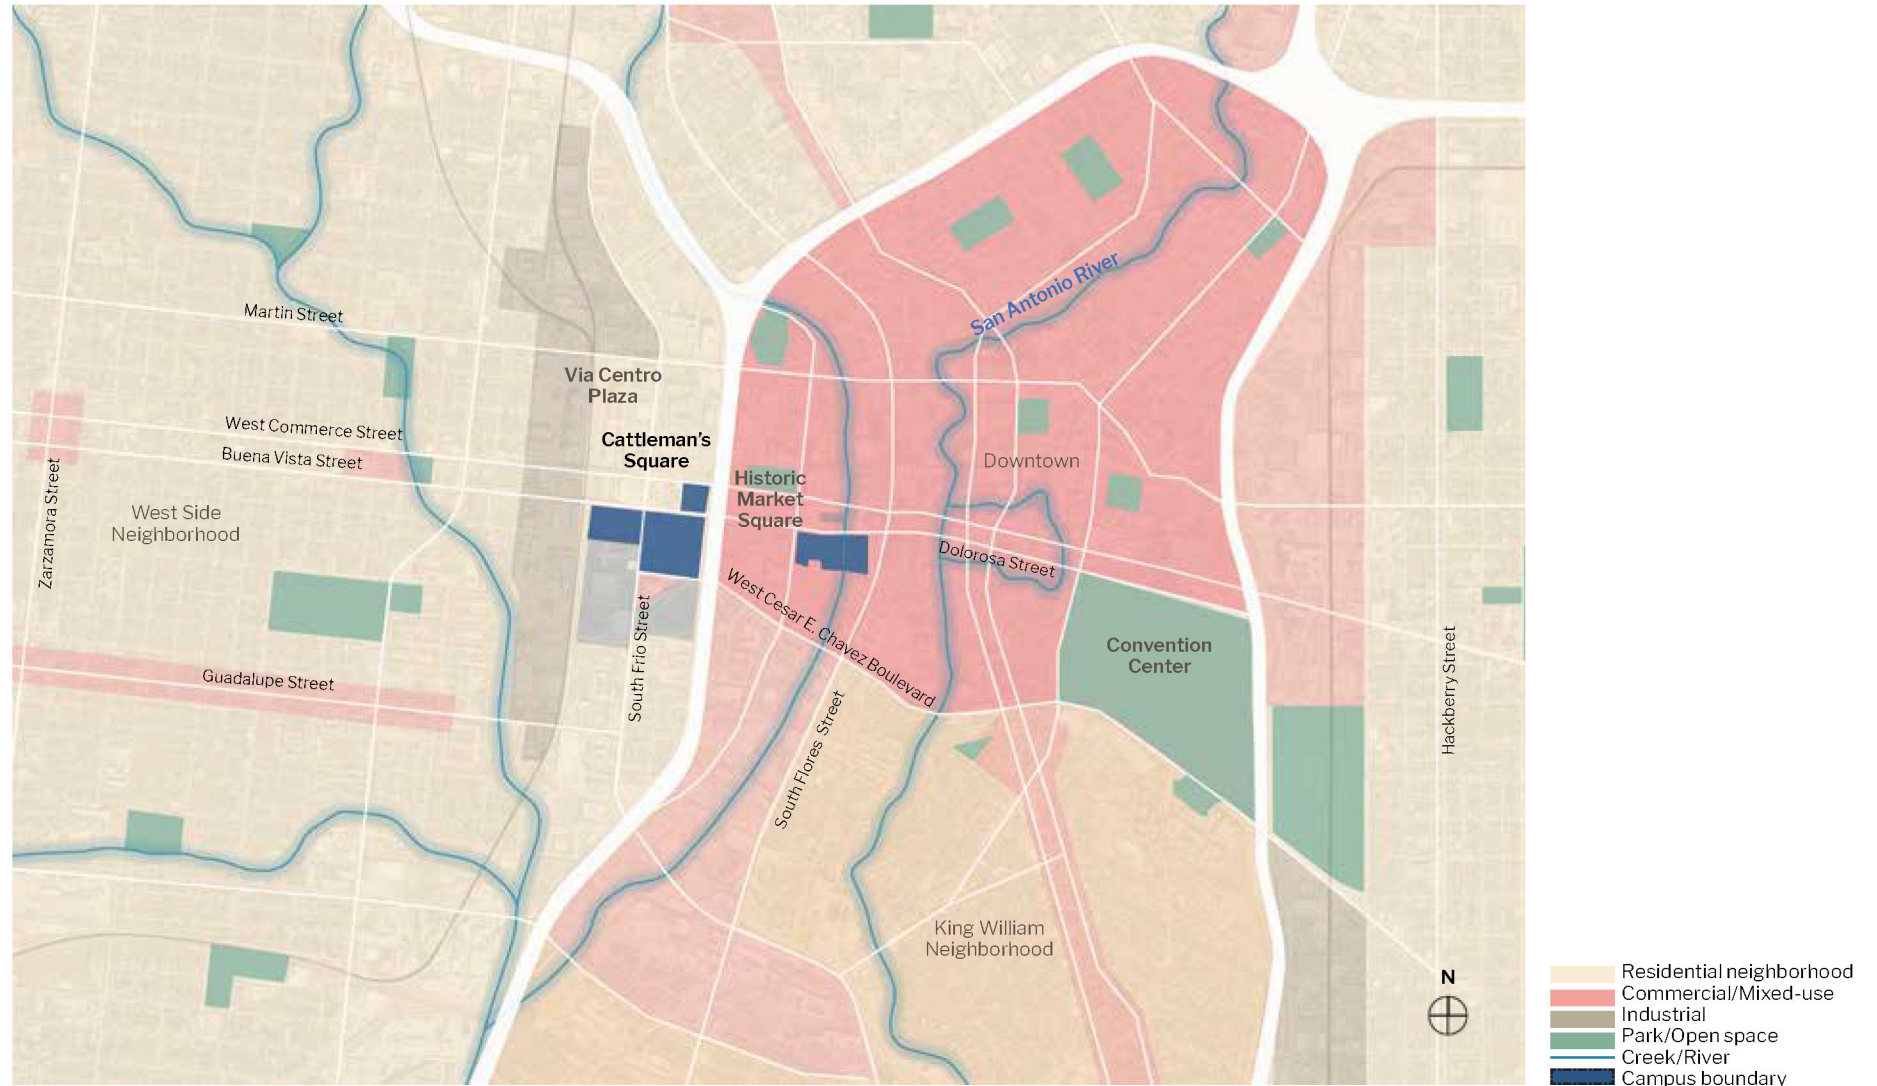 San Antonio River
Martin Street
Via Centro
Plaza
West Commerce Street
Cattleman's
Square
Buena Vista Street
Downtown
Historic
Market
Square
Zarzamora Street
West Side
Neighborhood
Dolorosa Street
West Cesar E. Chavez Boulevard
South Frio Street
Convention
Center
Hackberry Street
Guadalupe Street
South Flores Street
King William
Neighborhood
N
Residential neighborhood
Commercial/Mixed-use
Industrial
Park/Open space
Creek/River
Campus boundary